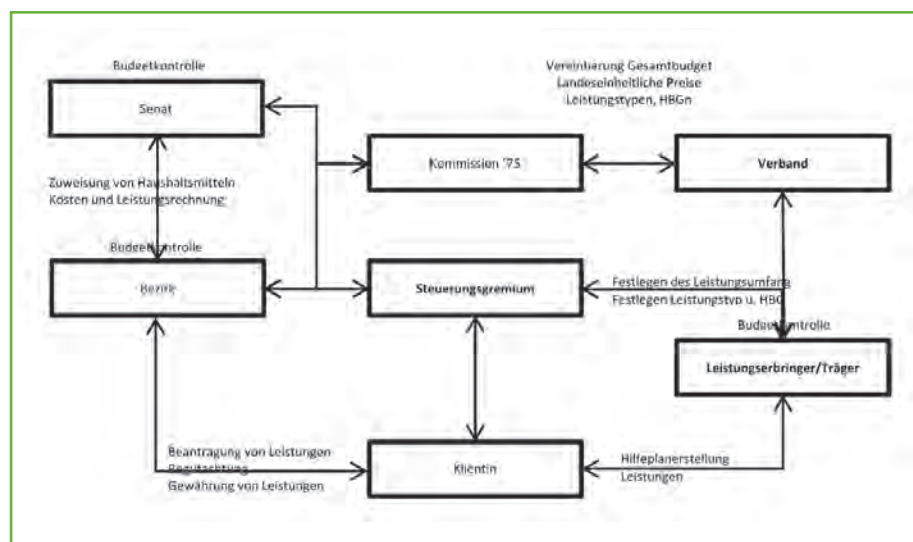 Budgetkontrolle
Senat
Vereinbarung Gesamtbudget
Landeseinheitliche Preise
Leistungstypen, HBGn
Kommission '75
Verband
Zuweisung von Haushaltsmitteln
Kosten und Leistungsrechnung
Budgetkontrolle
Bezirk
Steuerungsgremium
Festlegen des Leistungsumfang
Festlegen Leistungstyp u. HBG
Budgetkontrolle
Leistungserbringer/Träger
Beantragung von Leistungen
Begutachtung
Gewährung von Leistungen
Klientin
Hilfeplanerstellung
Leistungen